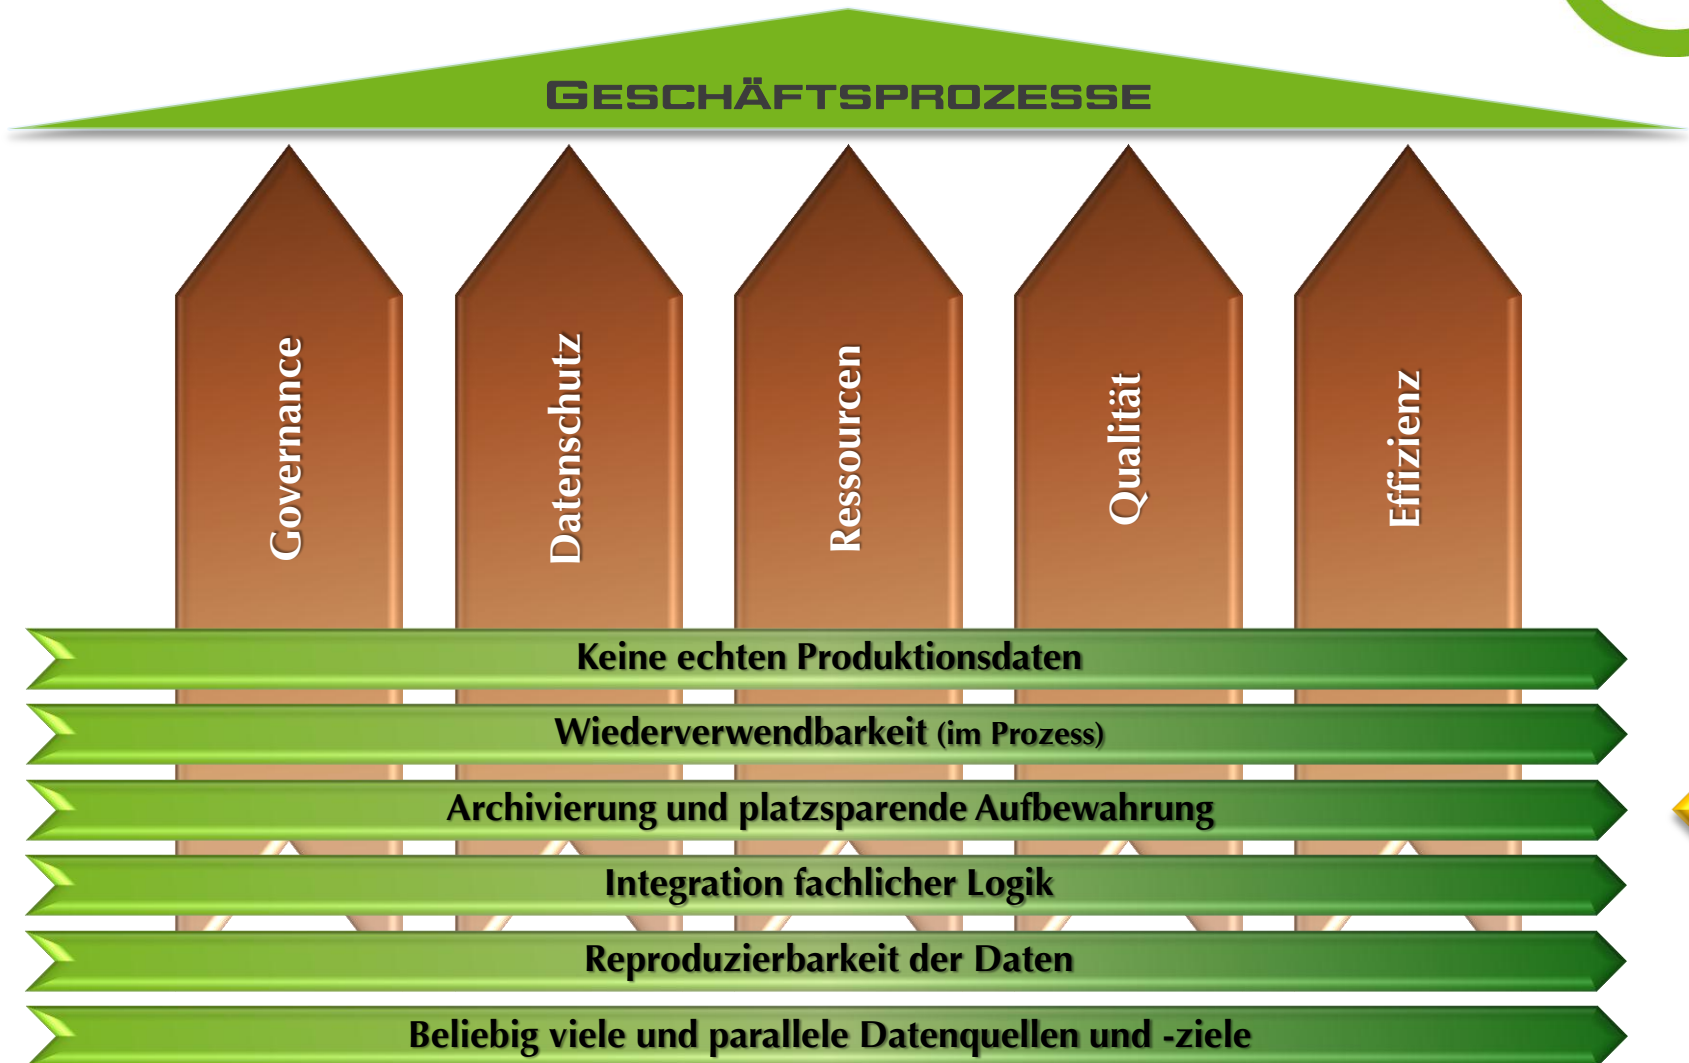 GESCHÄFTSPROZESSE
Governance
Datenschutz
Ressourcen
Qualität
Effizienz
Keine echten Produktionsdaten
Wiederverwendbarkeit (im Prozess)
Archivierung und platzsparende Aufbewahrung
Integration fachlicher Logik
Reproduzierbarkeit der Daten
Beliebig viele und parallele Datenquellen und -ziele